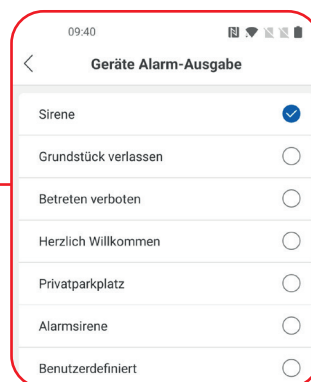 09:40
Geräte Alarm-Ausgabe
Sirene
Grundstück verlassen
Betreten verboten
Herzlich Willkommen
Privatparkplatz
Alarmsirene
Benutzerdefiniert